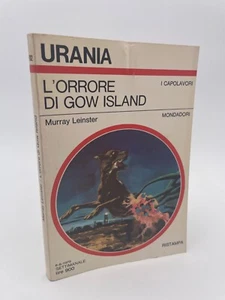 URANIA
L'ORRORE
DI GOW ISLAND
I CAPOLAVORI
MONDADORI
Murray Leinster
RISTAMPA